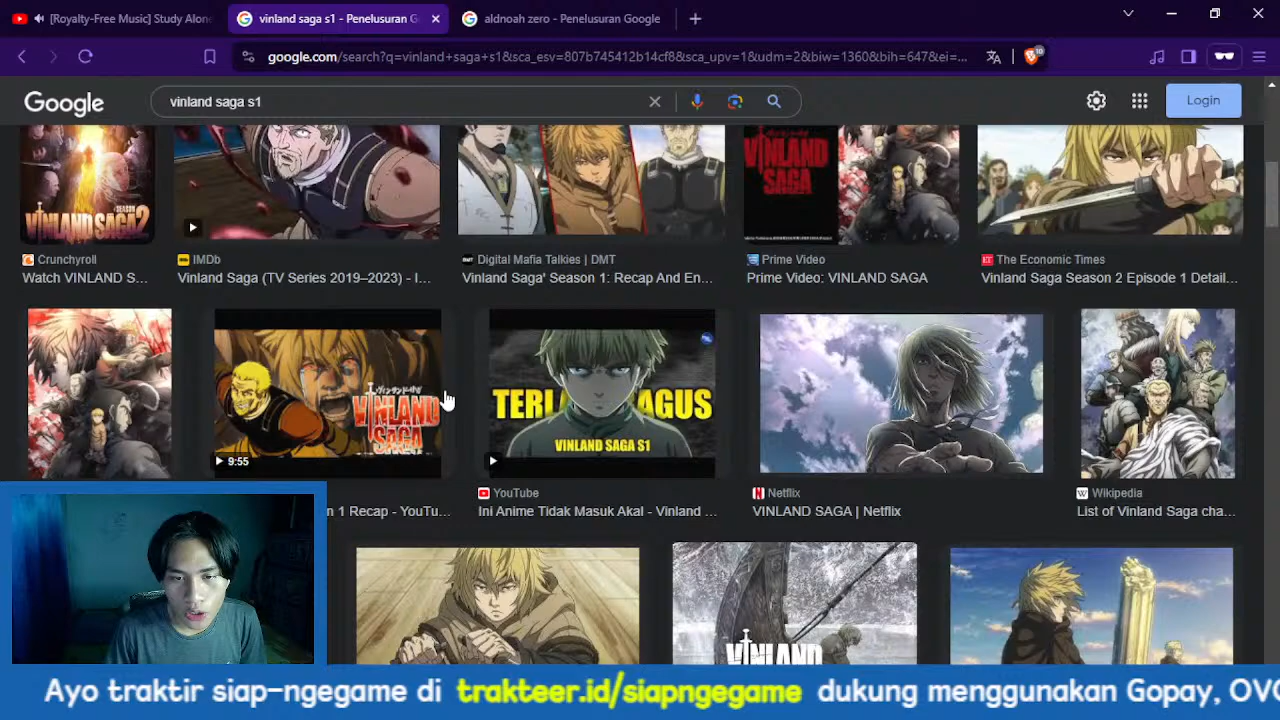 [Royalty-Free Music] Study Alone
vinland saga s1 - Penelusuran G
aldnoah zero - Penelusuran Google
google.com/search?q=vinland+saga+s1&sca_esv=807b745412b14cf8&sca_upv=1&udm=2&biw=1360&bih=647&ei=...
10
Google
vinland saga s1
Login
SEASON
VINLAND SAGA 2
VINLAND
SAGA
Crunchyroll
IMDb
Digital Mafia Talkies | DMT
Prime Video
The Economic Times
Watch VINLAND S...
Vinland Saga (TV Series 2019–2023) - I...
Vinland Saga' Season 1: Recap And En...
Prime Video: VINLAND SAGA
Vinland Saga Season 2 Episode 1 Detail...
VINLAND
SAGA
9:55
TERL AGUS
VINLAND SAGA S1
YouTube
Netflix
Wikipedia
n 1 Recap - YouTu...
Ini Anime Tidak Masuk Akal - Vinland ...
VINLAND SAGA | Netflix
List of Vinland Saga cha...
VINLAND
Ayo traktir siap-ngegame di trakteer.id/siapngegame dukung menggunakan Gopay, OVO